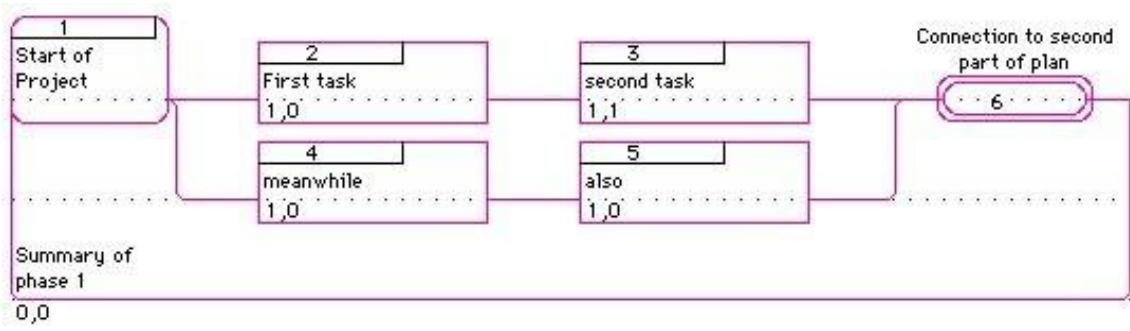 1
Start of
Project
2
First task
1,0
3
second task
1,1
Connection to second
part of plan
6
4
meanwhile
1,0
5
also
1,0
Summary of
phase 1
0,0